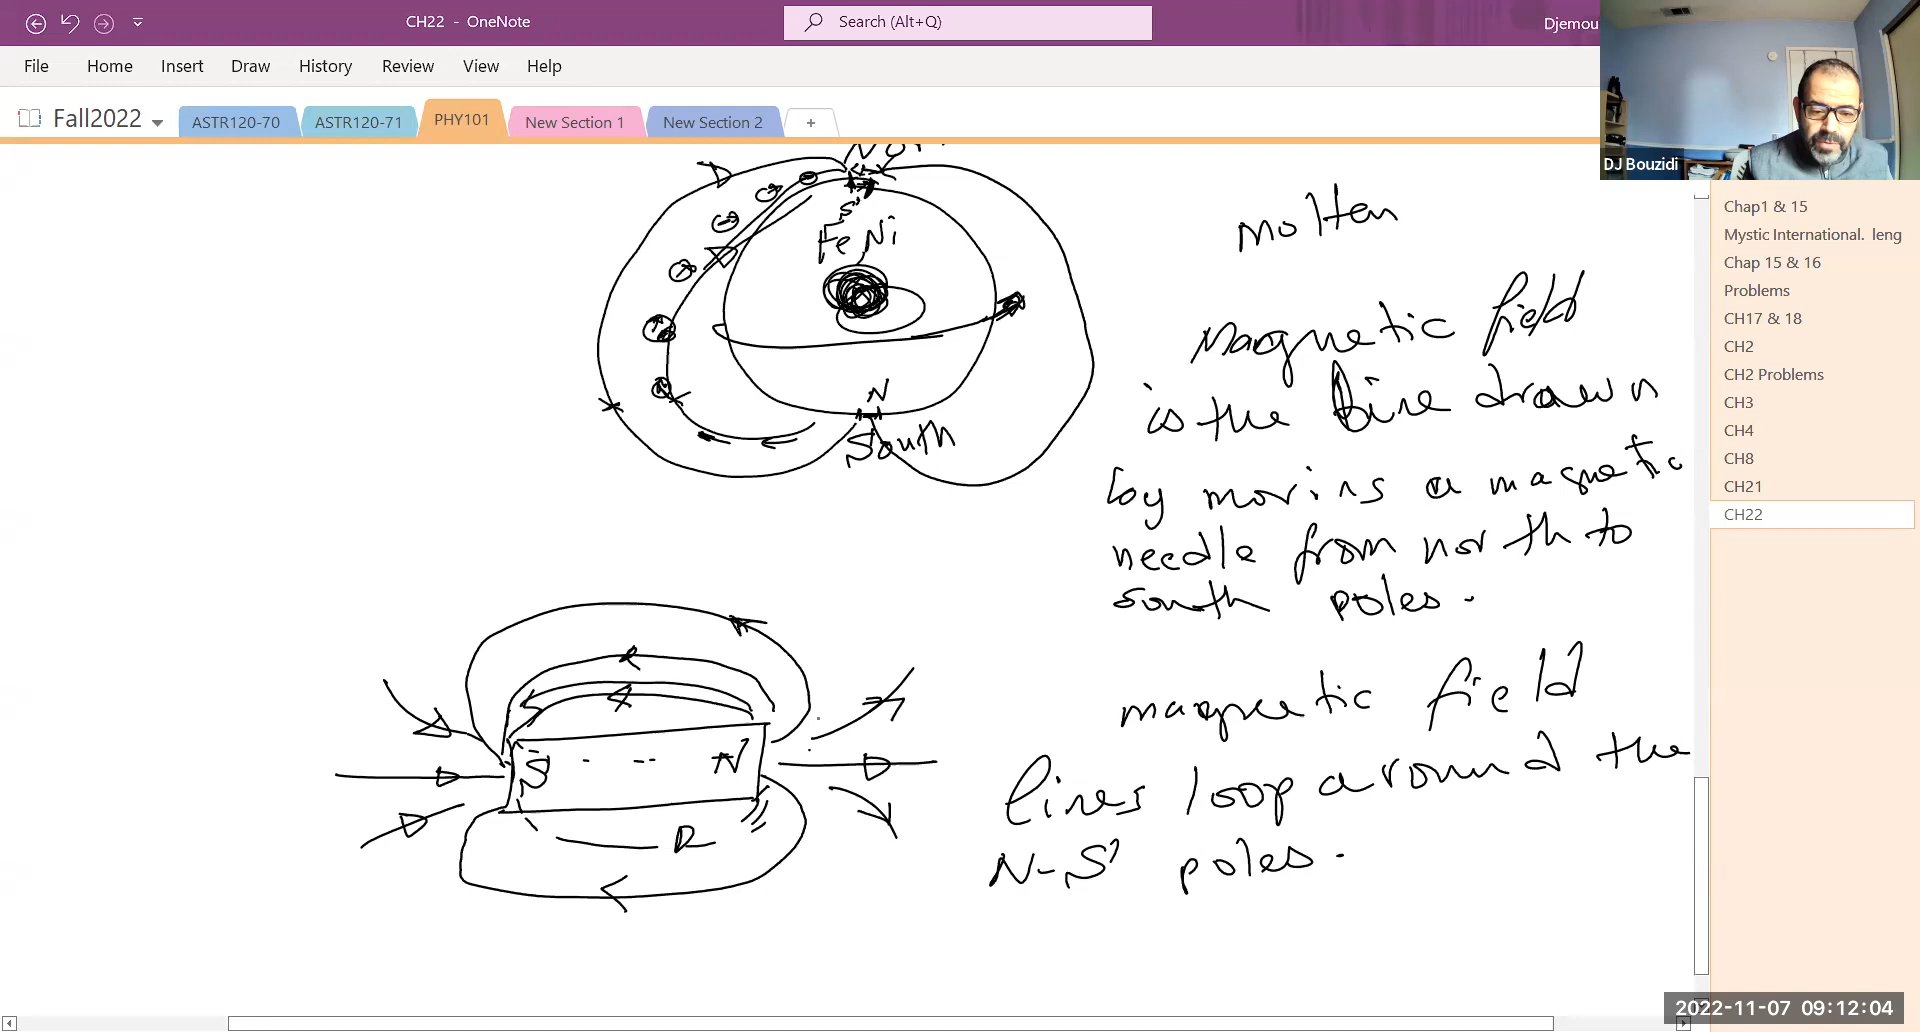 CH22 - OneNote
Search (Alt+Q)
Djemou
File Home Insert Draw History Review View Help
Fall2022
ASTR120-70
ASTR120-71
PHY101
New Section 1
New Section 2
+
DJ Bouzidi
Chap1 & 15
Mystic International. leng
Chap 15 & 16
Problems
CH17 & 18
CH2
CH2 Problems
CH3
CH4
CH8
CH21
CH22
S
Fe Ni
N
South
molten
Magnetic field
is the line drawn
by moving a magnetic
needle from north to
south poles.
S N
magnetic field
lines loop around the
N-S poles.
2022-11-07 09:12:04